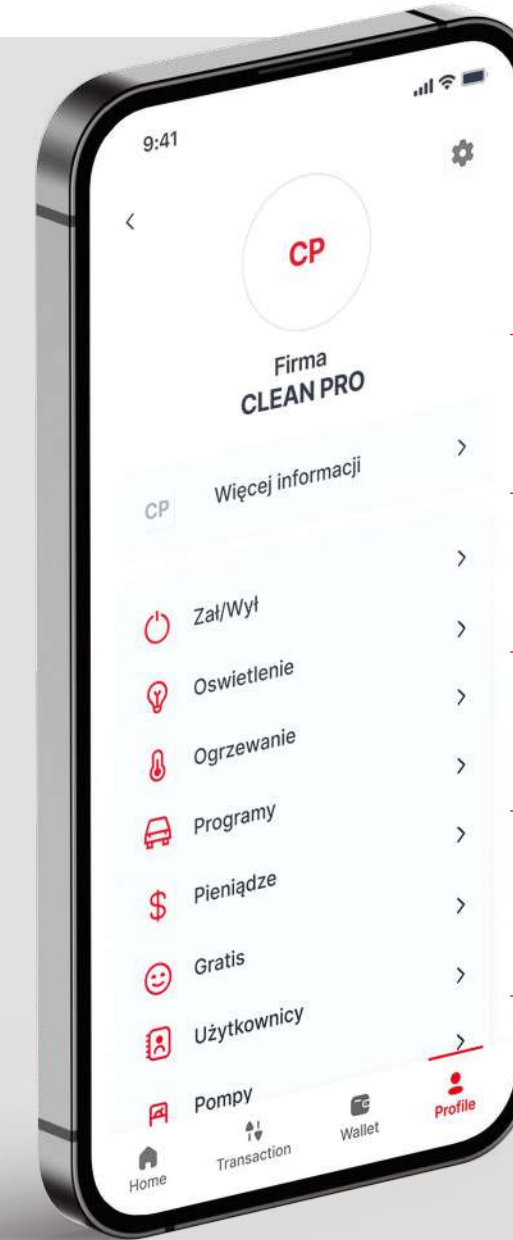 9:41
CP
Firma
CLEAN PRO
CP
Więcej informacji
Zał/Wył
Oswietlenie
Ogrzewanie
Programy
Pieniądze
Gratis
Użytkownicy
Pompy
Home
Transaction
Wallet
Profile